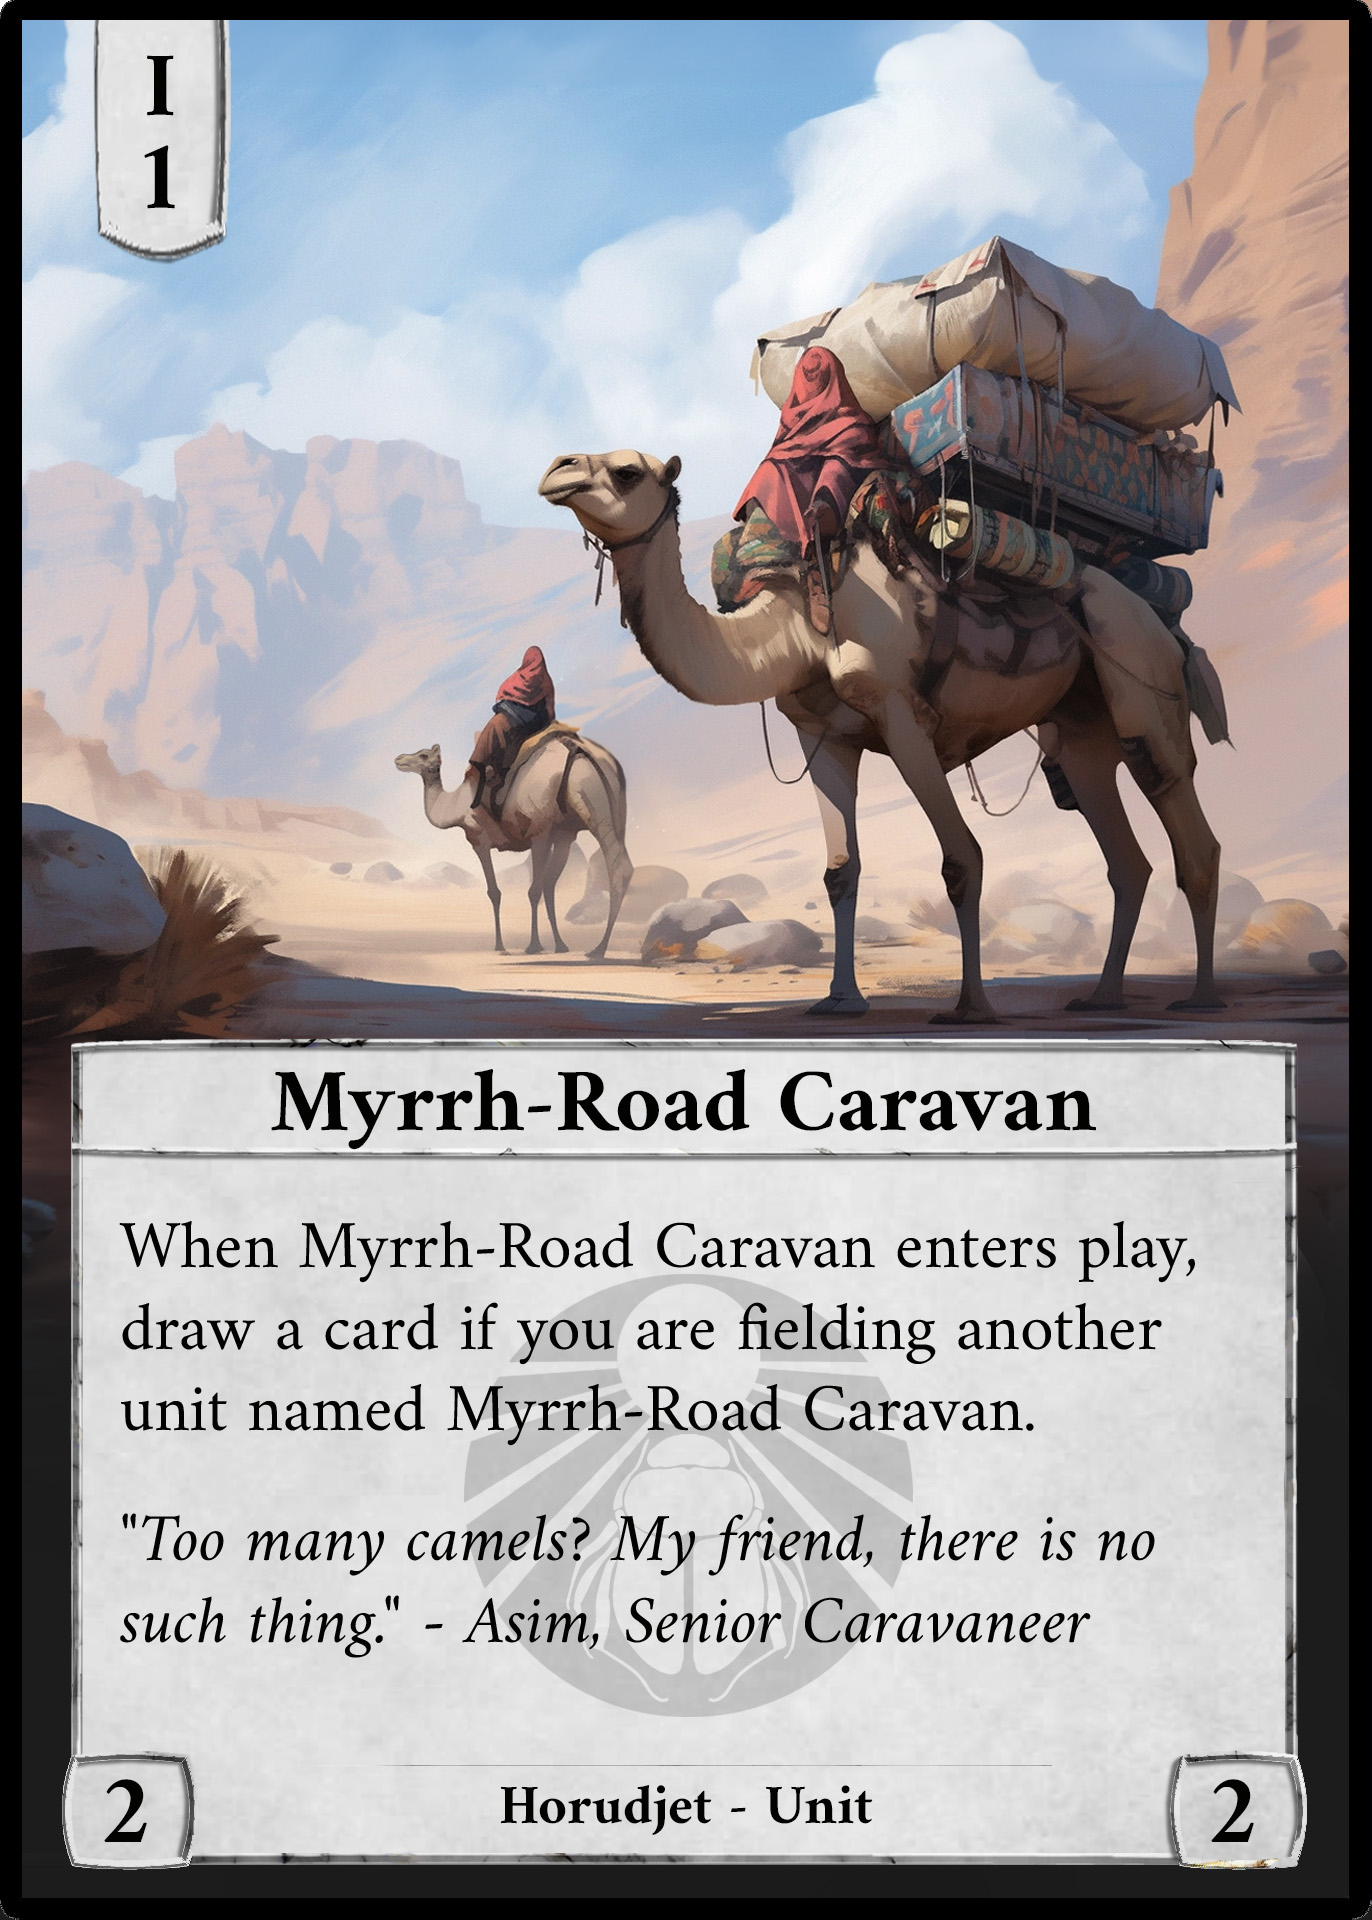 I
1
Myrrh-Road Caravan
When Myrrh-Road Caravan enters play,
draw a card if you are fielding another
unit named Myrrh-Road Caravan.
"Too many camels? My friend, there is no
such thing." - Asim, Senior Caravaneer
2
Horudjet - Unit
2